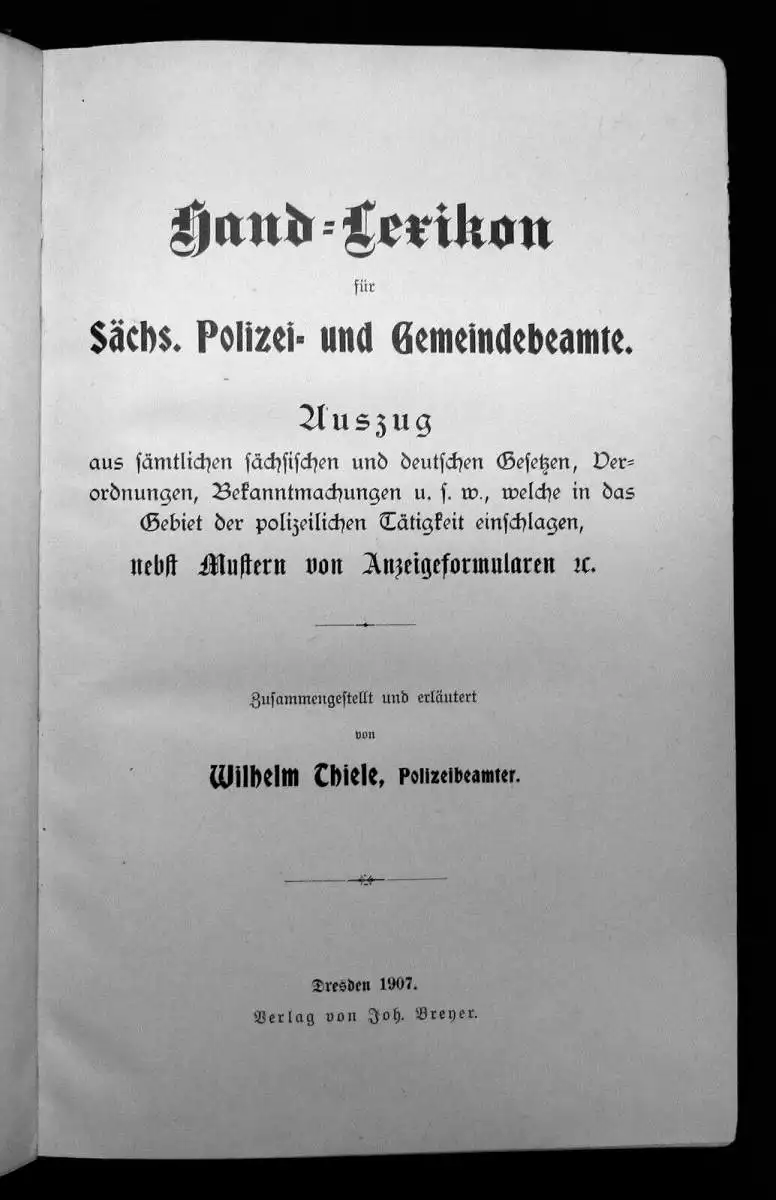 Hand-Lexikon
für
Sächs. Polizei- und Gemeindebeamte.
Auszug
aus sämtlichen sächsischen und deutschen Gesetzen, Ver-
ordnungen, Bekanntmachungen u. s. w., welche in das
Gebiet der polizeilichen Tätigkeit einschlagen,
nebst Mustern von Anzeigeformularen ꝛc.
Zusammengestellt und erläutert
von
Wilhelm Thiele, Polizeibeamter.
Dresden 1907.
Verlag von Joh. Breyer.